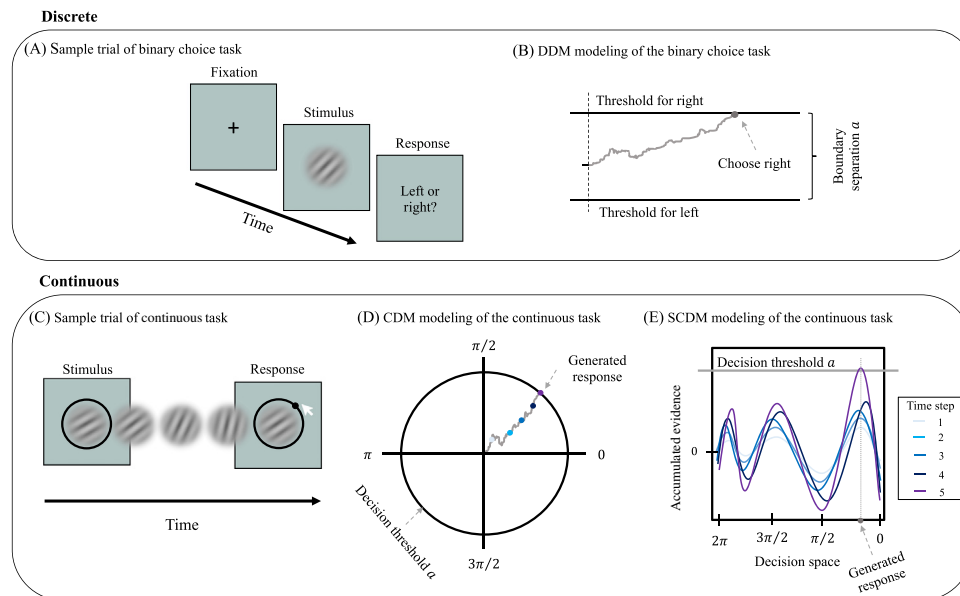 Discrete
(A) Sample trial of binary choice task
Fixation
+
Stimulus
Response
Left or
right?
Time
(B) DDM modeling of the binary choice task
Threshold for right
Choose right
Threshold for left
Boundary
separation a
Continuous
(C) Sample trial of continuous task
Stimulus
Response
Time
(D) CDM modeling of the continuous task
π/2
Generated
response
π
0
Decision threshold a
3π/2
(E) SCDM modeling of the continuous task
Decision threshold a
Accumulated evidence
0
2π
3π/2
π/2
0
Decision space
Generated
response
Time step
1
2
3
4
5